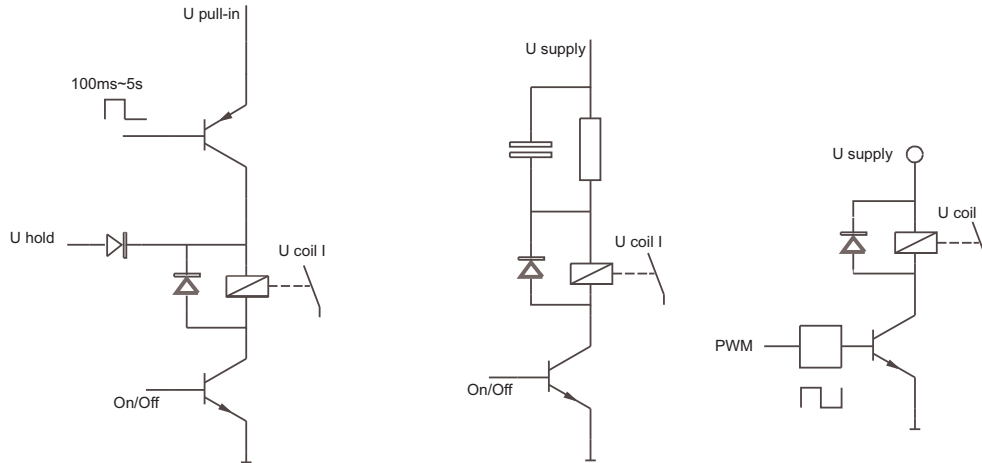 U pull-in
100ms~5s
U hold
U coil I
On/Off
U supply
U coil I
On/Off
U supply
U coil
PWM